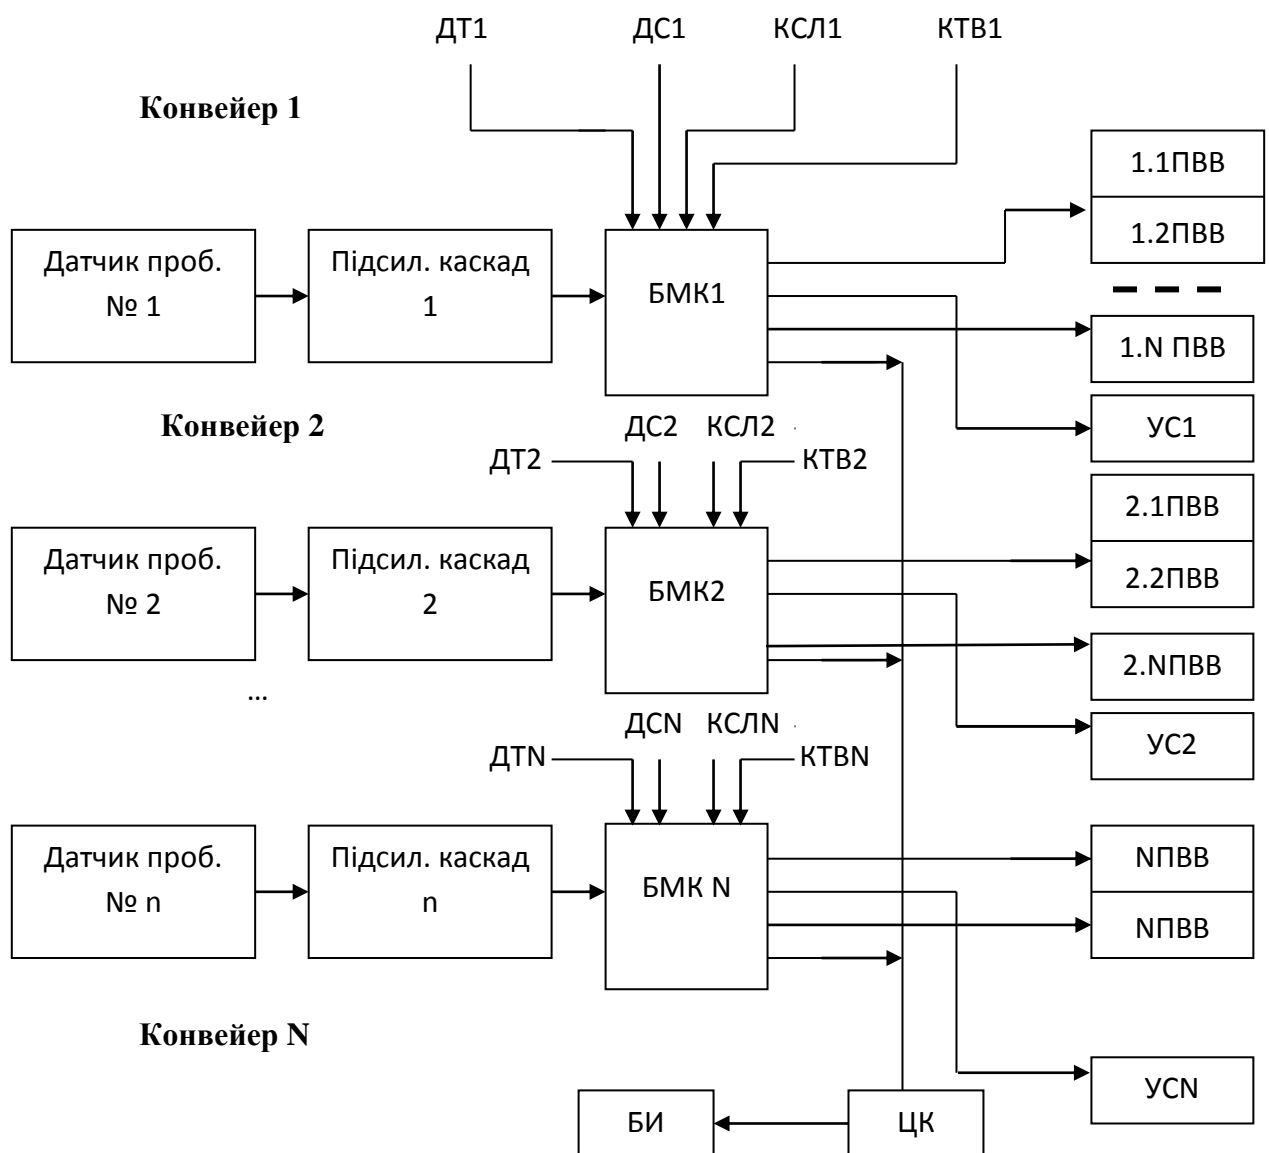 ДТ1 ДС1 КСЛ1 КТВ1
Конвейер 1
1.1ПВВ
1.2ПВВ
Датчик проб.
№ 1
Підсил. каскад
1
БМК1
1.N ПВВ
УС1
Конвейер 2
ДС2 КСЛ2
ДТ2 КТВ2
2.1ПВВ
2.2ПВВ
Датчик проб.
№ 2
Підсил. каскад
2
БМК2
2.NПВВ
УС2
...
ДСN КСЛN
ДТN КТВN
Датчик проб.
№ n
Підсил. каскад
n
БМК N
NПВВ
NПВВ
Конвейер N
УСN
БИ
ЦК